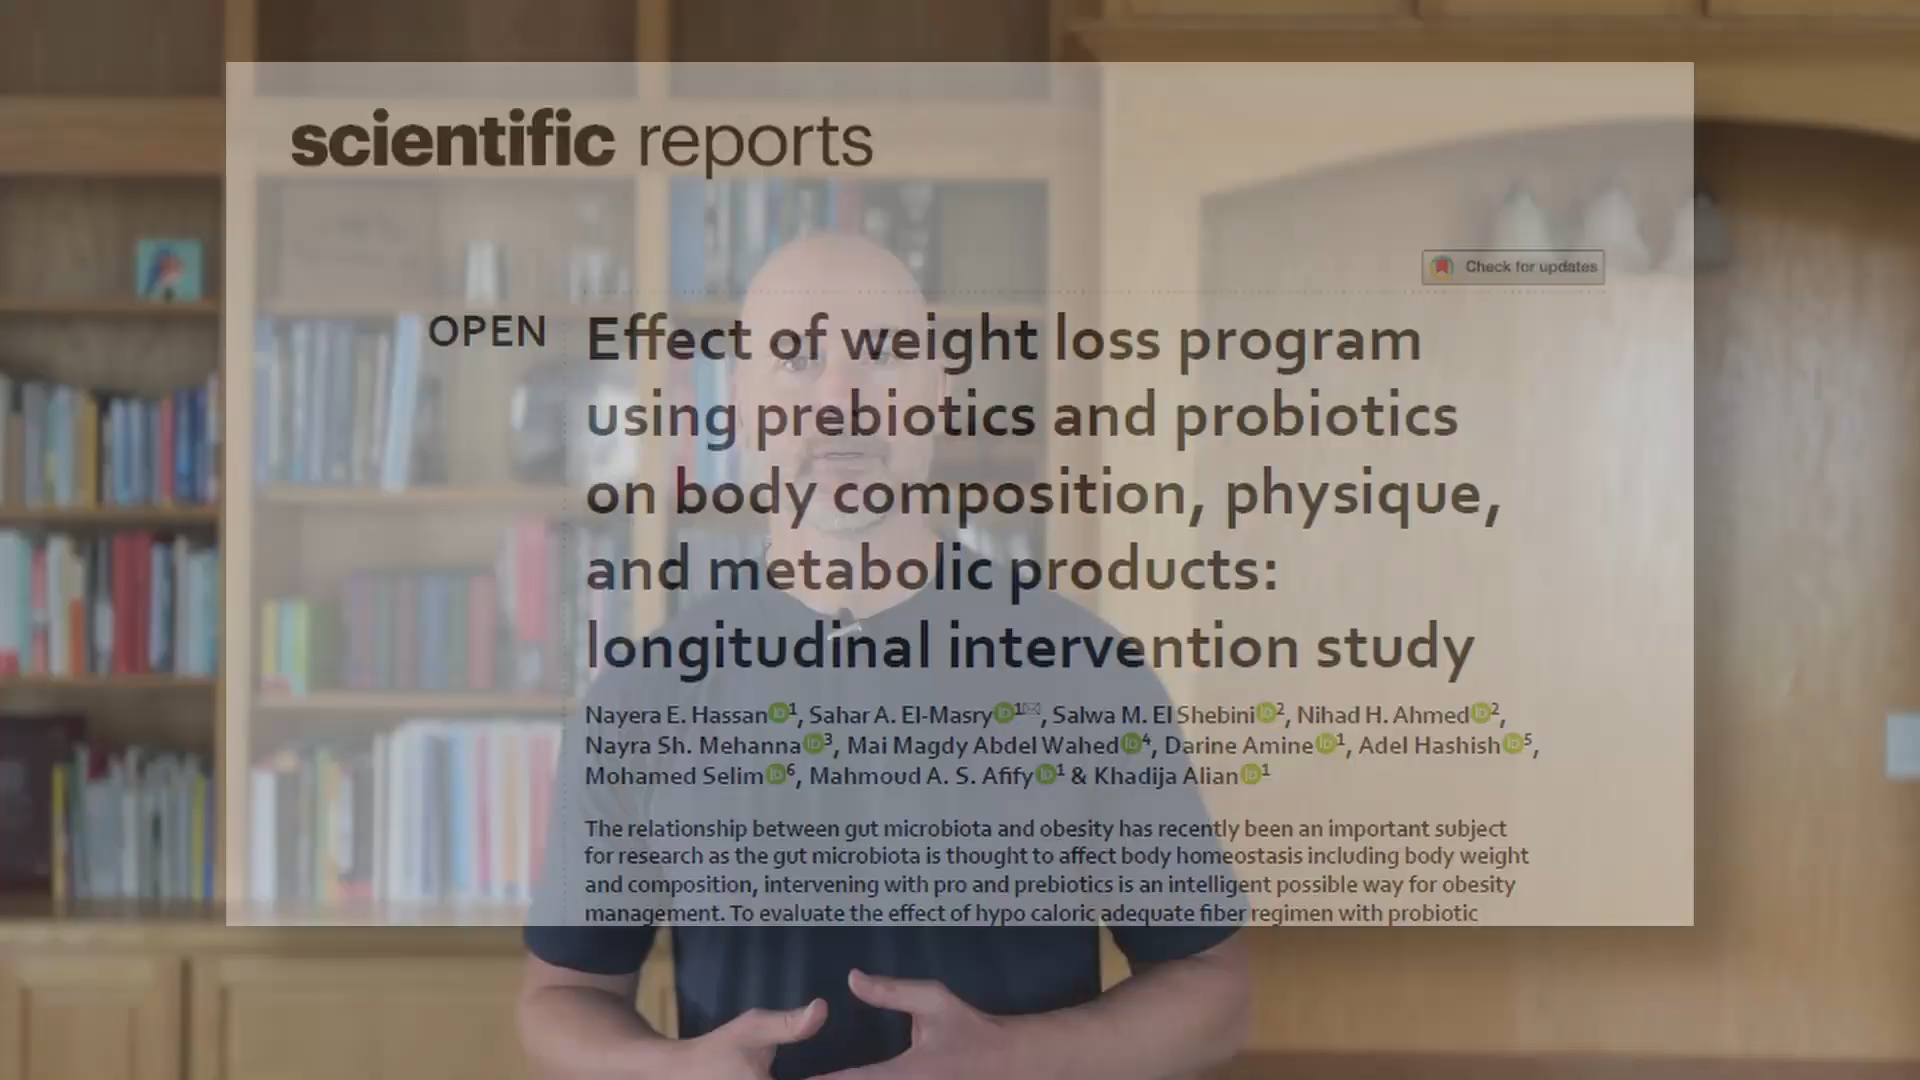 scientific reports
Check for updates
OPEN
Effect of weight loss program
using prebiotics and probiotics
on body composition, physique,
and metabolic products:
longitudinal intervention study
Nayera E. Hassan1, Sahar A. El-Masry1✉, Salwa M. El Shebini2, Nihad H. Ahmed2,
Nayra Sh. Mehanna3, Mai Magdy Abdel Wahed4, Darine Amine1, Adel Hashish5,
Mohamed Selim6, Mahmoud A. S. Afify1 & Khadija Alian1
The relationship between gut microbiota and obesity has recently been an important subject
for research as the gut microbiota is thought to affect body homeostasis including body weight
and composition, intervening with pro and prebiotics is an intelligent possible way for obesity
management. To evaluate the effect of hypo caloric adequate fiber regimen with probiotic